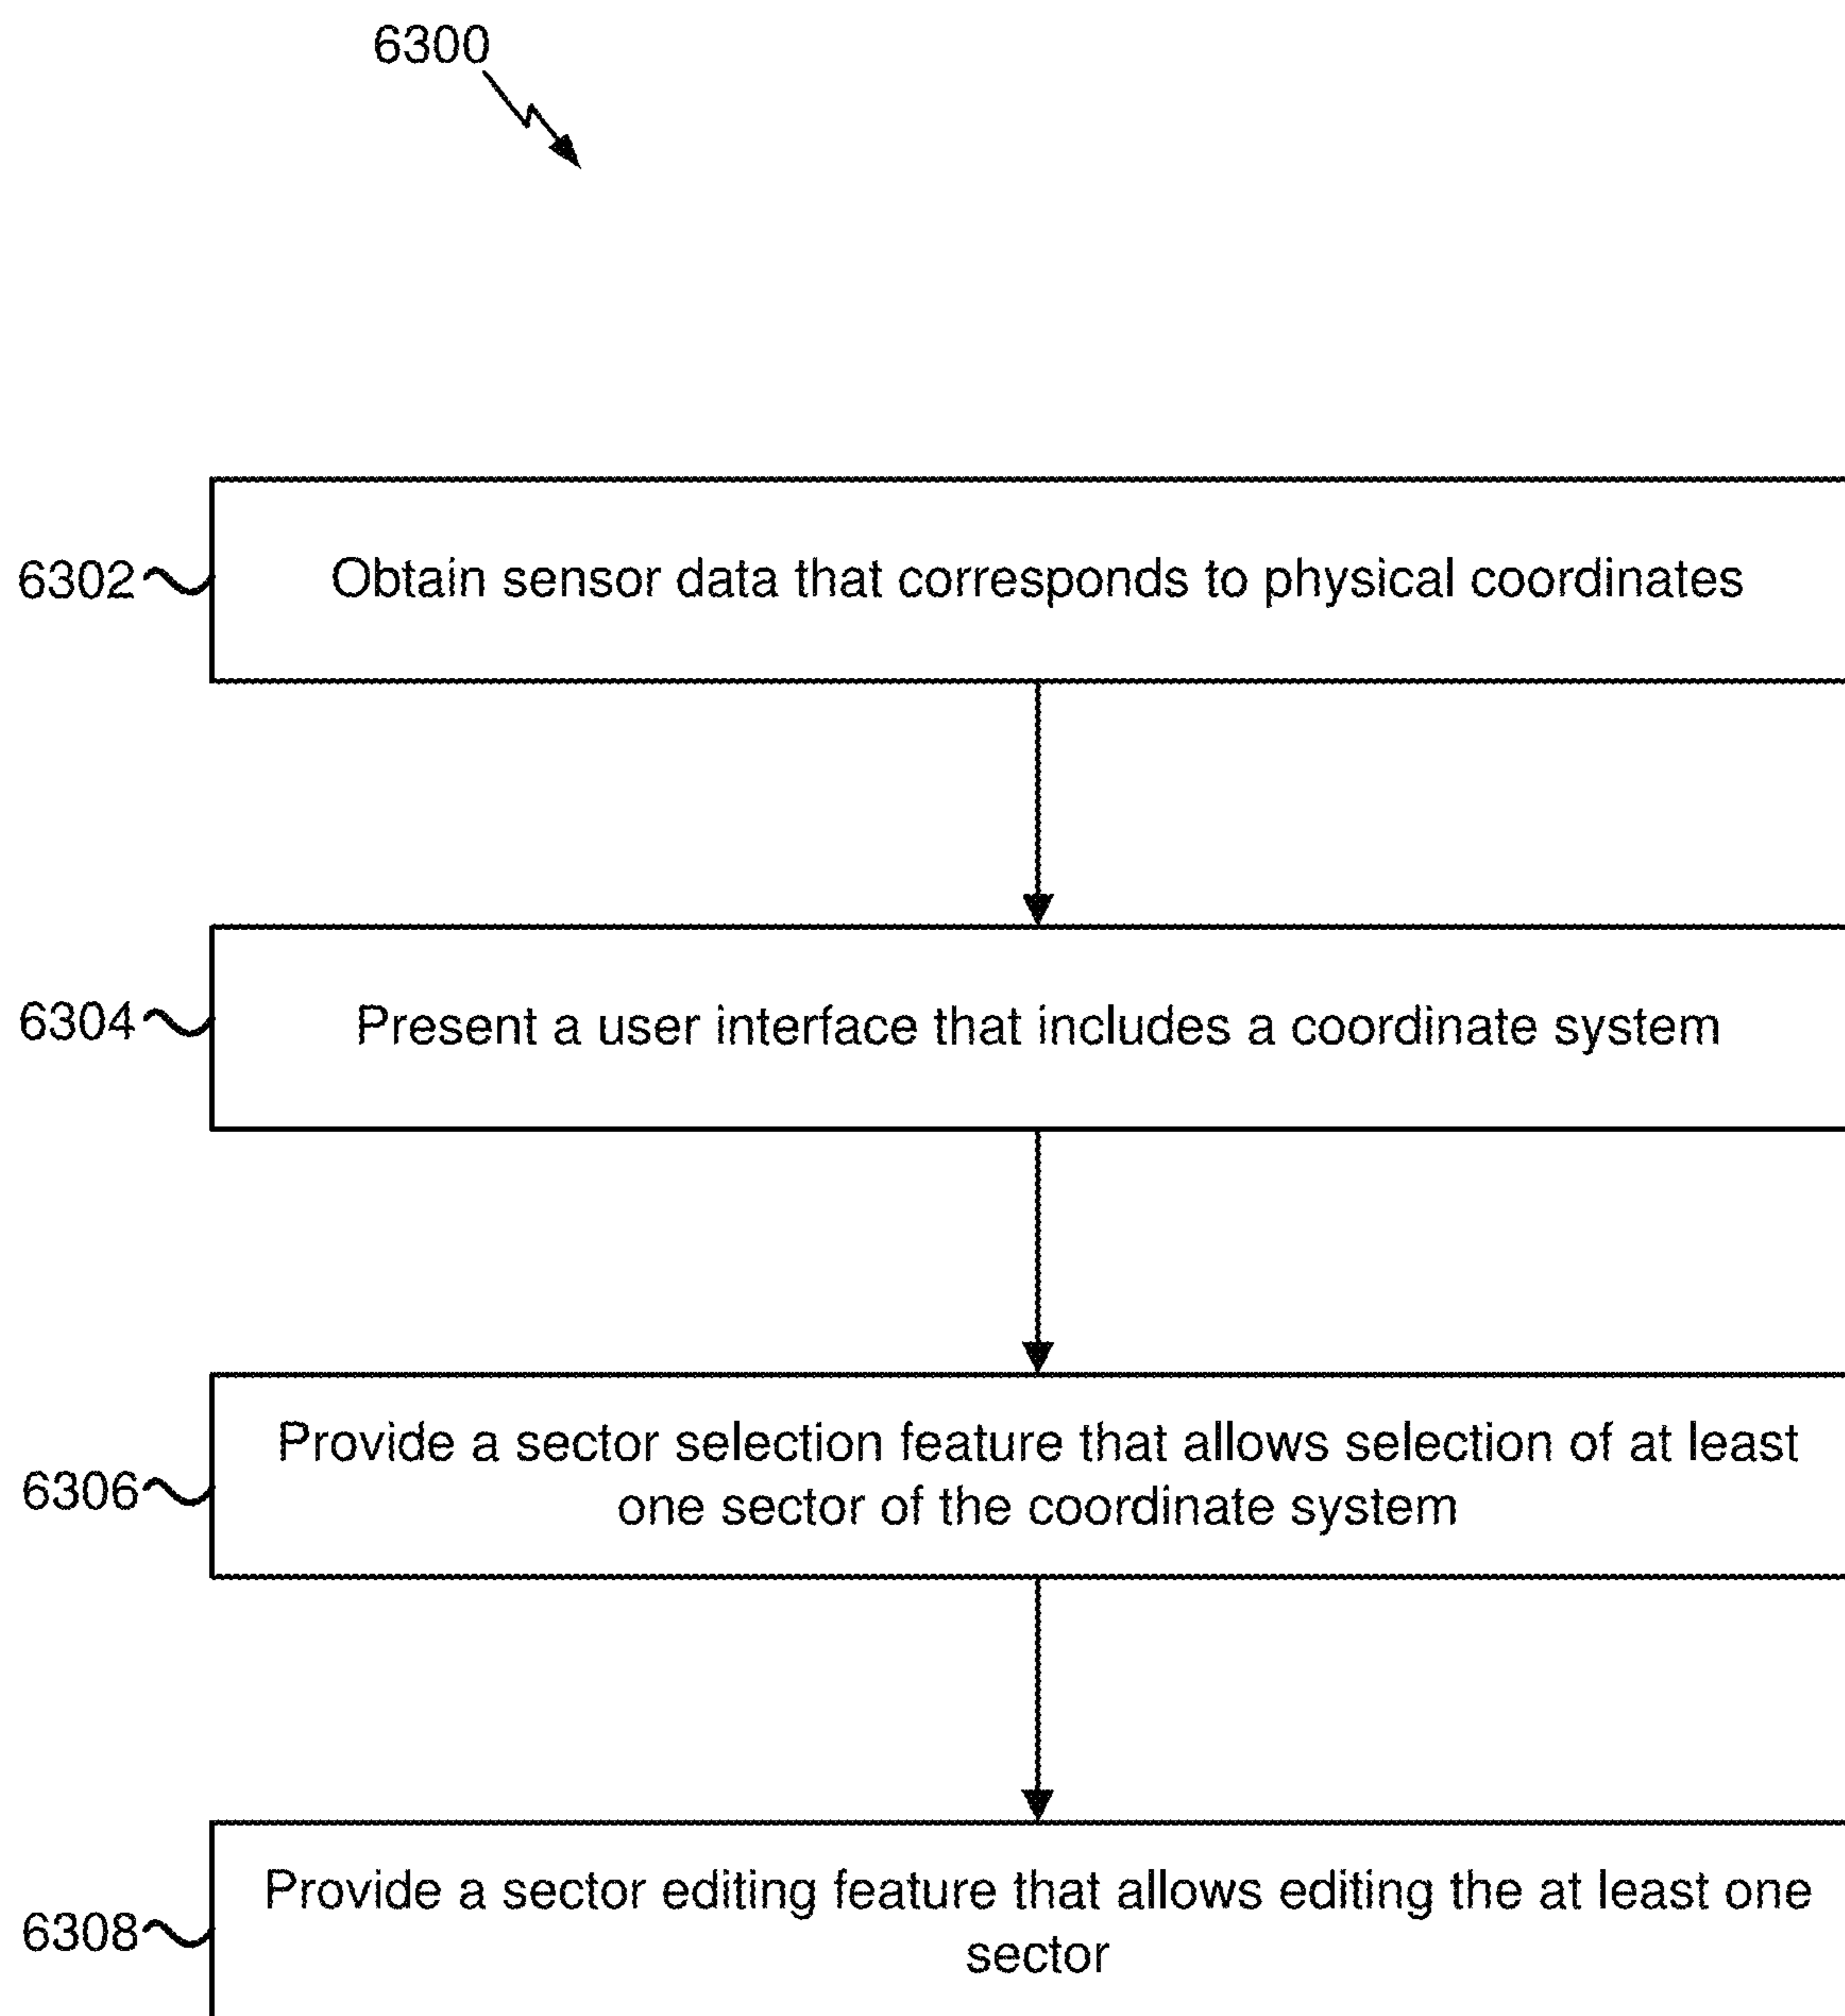 6300
6302
Obtain sensor data that corresponds to physical coordinates
6304
Present a user interface that includes a coordinate system
6306
Provide a sector selection feature that allows selection of at least
one sector of the coordinate system
6308
Provide a sector editing feature that allows editing the at least one
sector